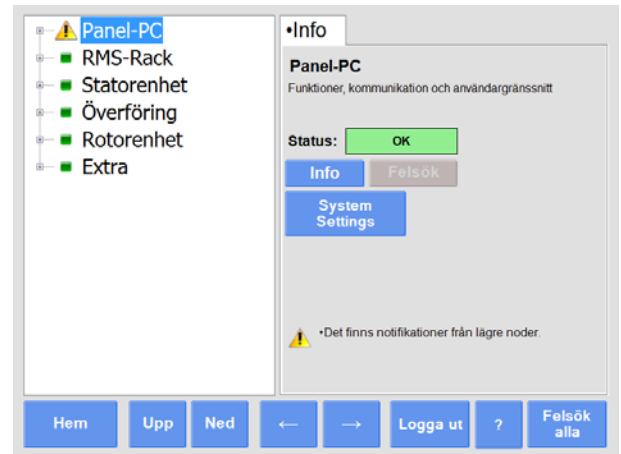 Panel-PC
RMS-Rack
Statorenhet
Överföring
Rotorenhet
Extra
•Info
Panel-PC
Funktioner, kommunikation och användargränssnitt
Status: OK
Info Felsök
System
Settings
•Det finns notifikationer från lägre noder.
Hem Upp Ned ← → Logga ut ? Felsök
alla